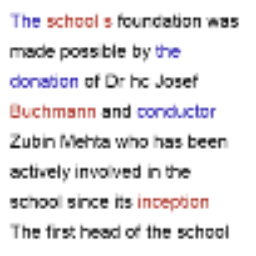 The school s foundation was
made possible by the
donation of Dr hc Josef
Buchmann and conductor
Zubin Mehta who has been
actively involved in the
school since its inception
The first head of the school